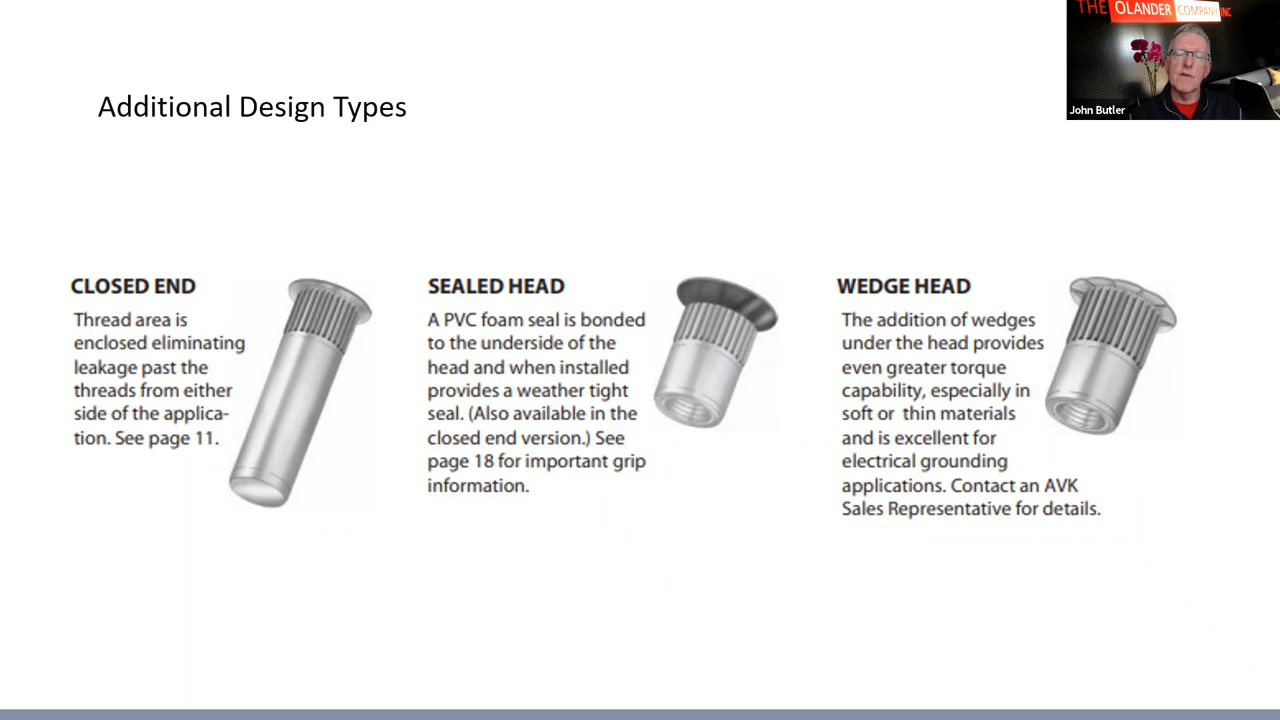 THE OLANDER COMPANY INC
John Butler
Additional Design Types
CLOSED END
Thread area is
enclosed eliminating
leakage past the
threads from either
side of the applica-
tion. See page 11.
SEALED HEAD
A PVC foam seal is bonded
to the underside of the
head and when installed
provides a weather tight
seal. (Also available in the
closed end version.) See
page 18 for important grip
information.
WEDGE HEAD
The addition of wedges
under the head provides
even greater torque
capability, especially in
soft or thin materials
and is excellent for
electrical grounding
applications. Contact an AVK
Sales Representative for details.